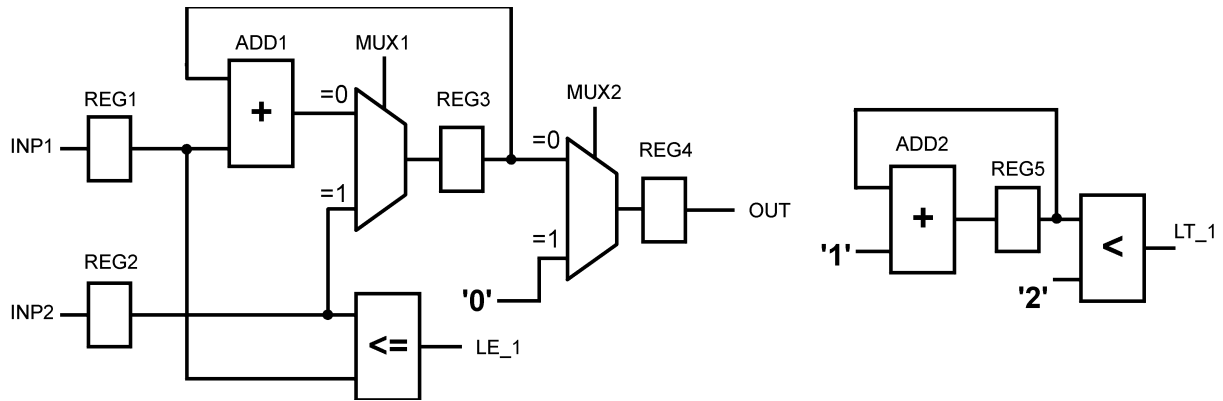 ADD1
MUX1
=0
REG1
REG3
MUX2
+
=0
INP1
REG4
ADD2
REG5
=1
OUT
+
<
LT_1
=1
'1'
REG2
'0'
'2'
INP2
<=
LE_1